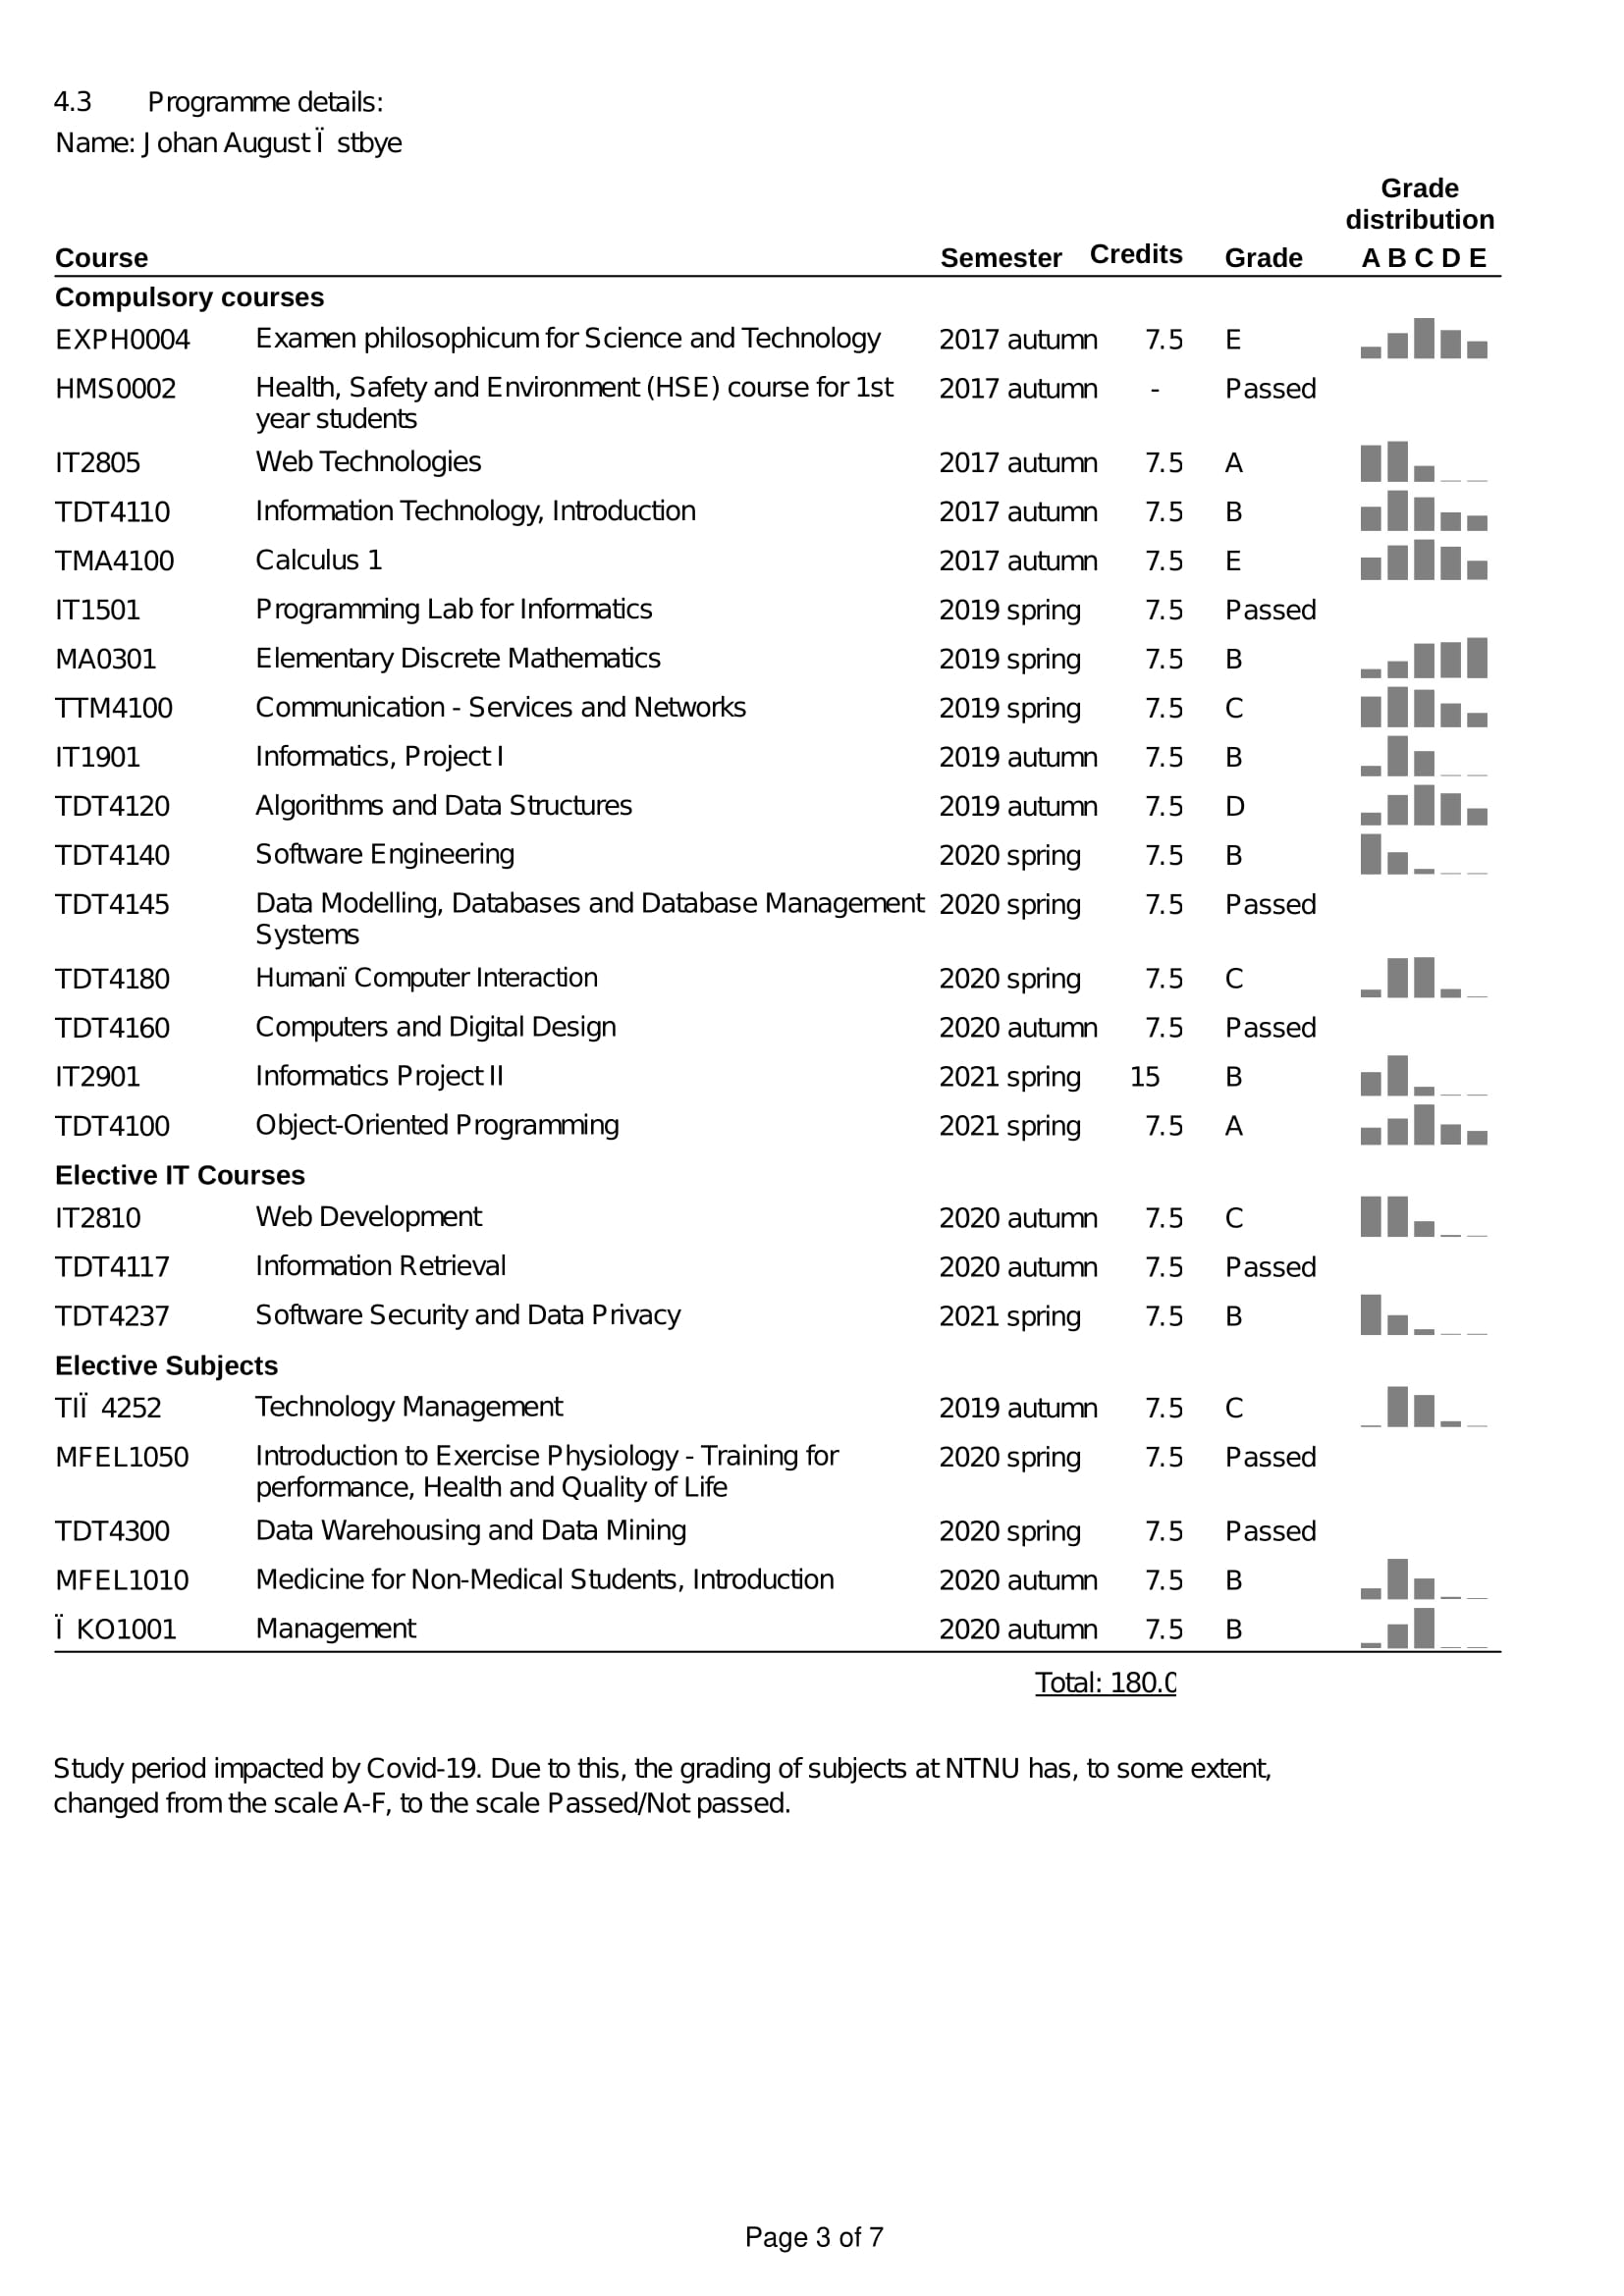 4.3 Programme details:
Name: Johan August Ï stbye
Grade
distribution
Course Semester Credits Grade A B C D E
Compulsory courses
EXPH0004 Examen philosophicum for Science and Technology 2017 autumn 7.5 E
HMS0002 Health, Safety and Environment (HSE) course for 1st 2017 autumn - Passed
year students
IT2805 Web Technologies 2017 autumn 7.5 A
TDT4110 Information Technology, Introduction 2017 autumn 7.5 B
TMA4100 Calculus 1 2017 autumn 7.5 E
IT1501 Programming Lab for Informatics 2019 spring 7.5 Passed
MA0301 Elementary Discrete Mathematics 2019 spring 7.5 B
TTM4100 Communication - Services and Networks 2019 spring 7.5 C
IT1901 Informatics, Project I 2019 autumn 7.5 B
TDT4120 Algorithms and Data Structures 2019 autumn 7.5 D
TDT4140 Software Engineering 2020 spring 7.5 B
TDT4145 Data Modelling, Databases and Database Management 2020 spring 7.5 Passed
Systems
TDT4180 Humanï Computer Interaction 2020 spring 7.5 C
TDT4160 Computers and Digital Design 2020 autumn 7.5 Passed
IT2901 Informatics Project II 2021 spring 15 B
TDT4100 Object-Oriented Programming 2021 spring 7.5 A
Elective IT Courses
IT2810 Web Development 2020 autumn 7.5 C
TDT4117 Information Retrieval 2020 autumn 7.5 Passed
TDT4237 Software Security and Data Privacy 2021 spring 7.5 B
Elective Subjects
TIÏ 4252 Technology Management 2019 autumn 7.5 C
MFEL1050 Introduction to Exercise Physiology - Training for 2020 spring 7.5 Passed
performance, Health and Quality of Life
TDT4300 Data Warehousing and Data Mining 2020 spring 7.5 Passed
MFEL1010 Medicine for Non-Medical Students, Introduction 2020 autumn 7.5 B
Ï KO1001 Management 2020 autumn 7.5 B
Total: 180.0
Study period impacted by Covid-19. Due to this, the grading of subjects at NTNU has, to some extent,
changed from the scale A-F, to the scale Passed/Not passed.
Page 3 of 7